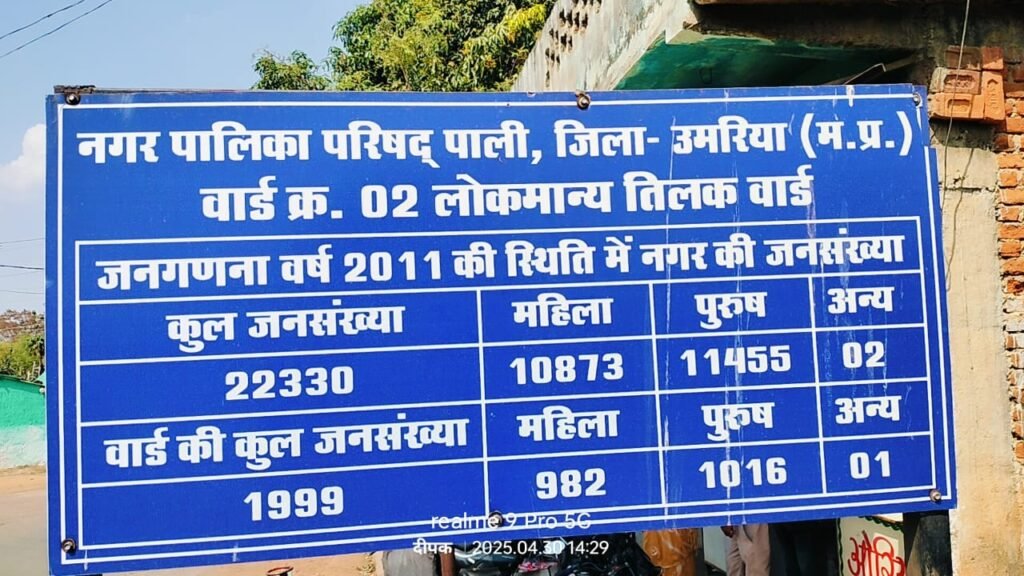 नगर पालिका परिषद् पाली, जिला- उमरिया (म.प्र.)
वार्ड क्र. 02 लोकमान्य तिलक वार्ड
जनगणना वर्ष 2011 की स्थिति में नगर की जनसंख्या
कुल जनसंख्या महिला पुरुष अन्य
22330 10873 11455 02
वार्ड की कुल जनसंख्या महिला पुरुष अन्य
1999 982 1016 01
realme 9 Pro 5G
दीपक | 2025.04.30 14:29